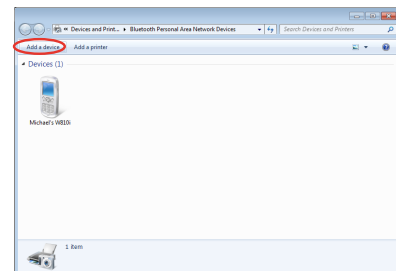 « Devices and Print... ▸ Bluetooth Personal Area Network Devices Search Devices and Printers
Add a device Add a printer
Devices (1)
Michael's W810i
1 item